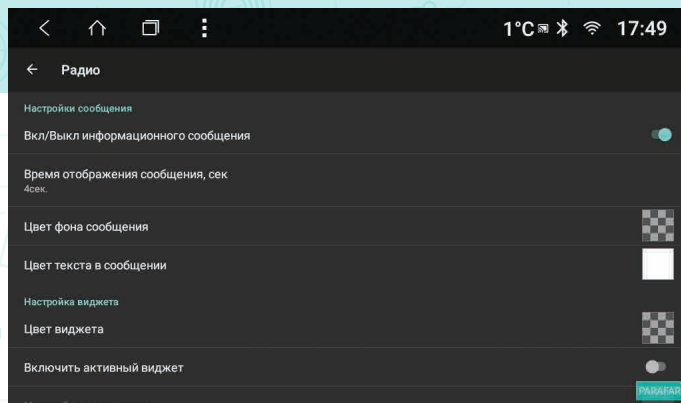 1°C 17:49
Радио
Настройки сообщения
Вкл/Выкл информационного сообщения
Время отображения сообщения, сек
4сек.
Цвет фона сообщения
Цвет текста в сообщении
Настройка виджета
Цвет виджета
Включить активный виджет
PARAFAR